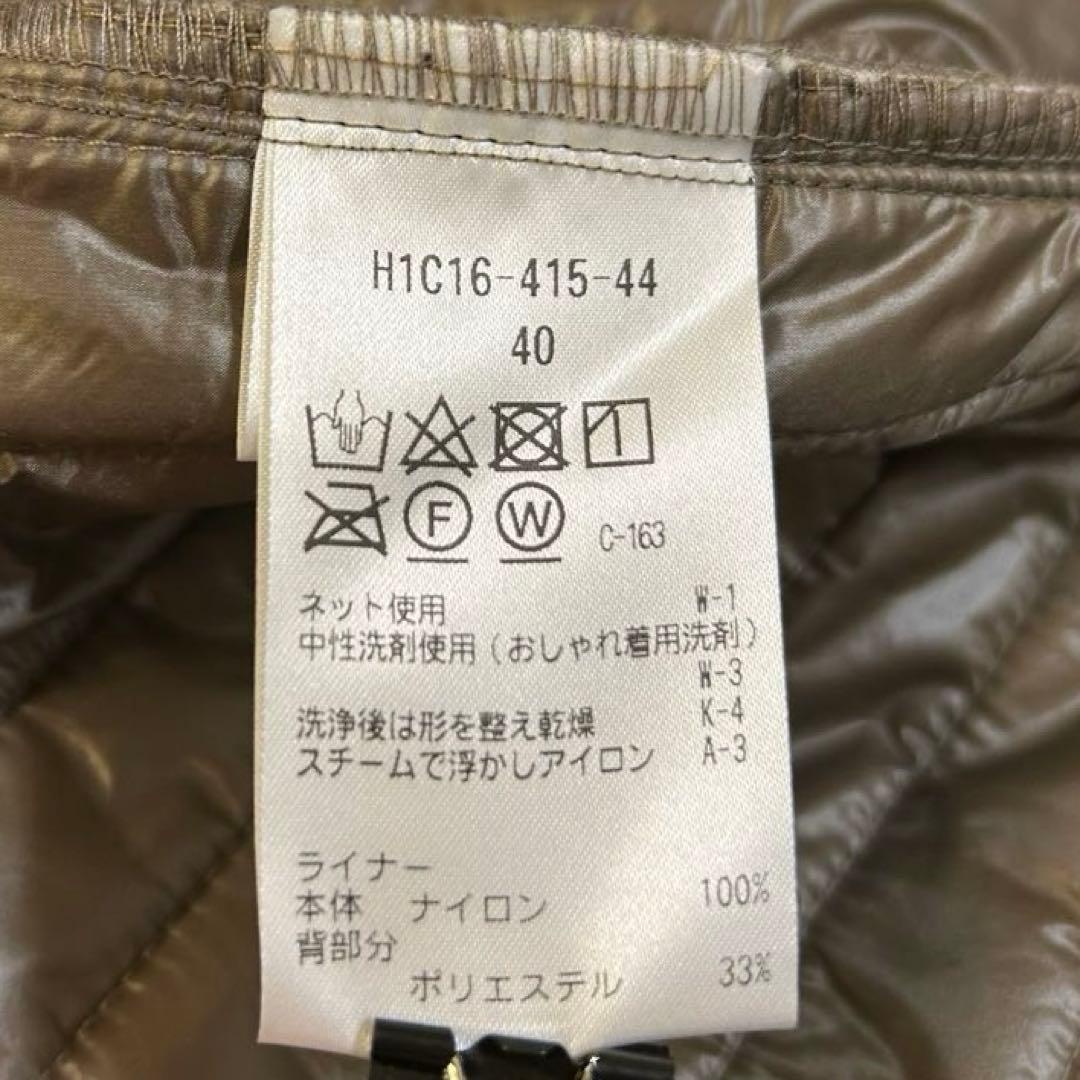 H1C16-415-44
40
F W C-163
ネット使用 W-1
中性洗剤使用(おしゃれ着用洗剤)
W-3
洗浄後は形を整え乾燥 K-4
スチームで浮かしアイロン A-3
ライナー
本体 ナイロン 100%
背部分
ポリエステル 33%